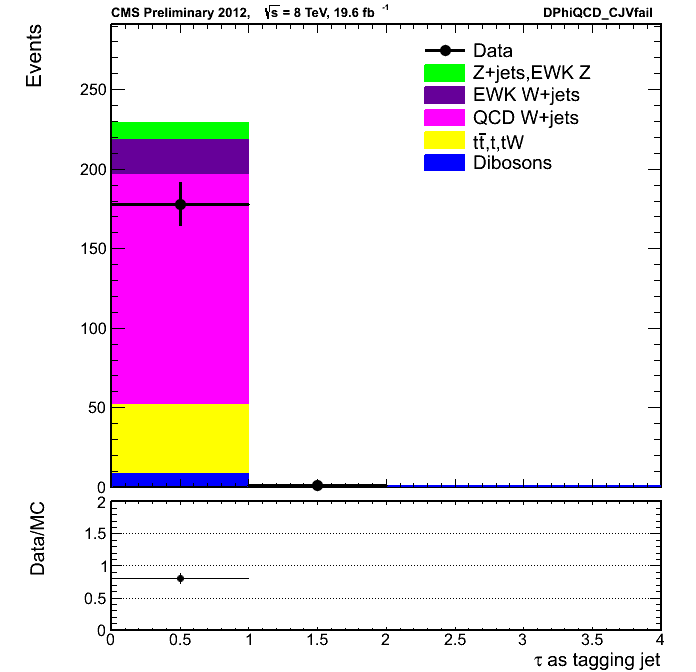 CMS Preliminary 2012, √s = 8 TeV, 19.6 fb⁻¹ DPhiQCD_CJVfail
Events
250
200
150
100
50
0
Data
Z+jets,EWK Z
EWK W+jets
QCD W+jets
tt̄,t,tW
Dibosons
Data/MC
2
1.5
1
0.5
0
0 0.5 1 1.5 2 2.5 3 3.5 4
τ as tagging jet